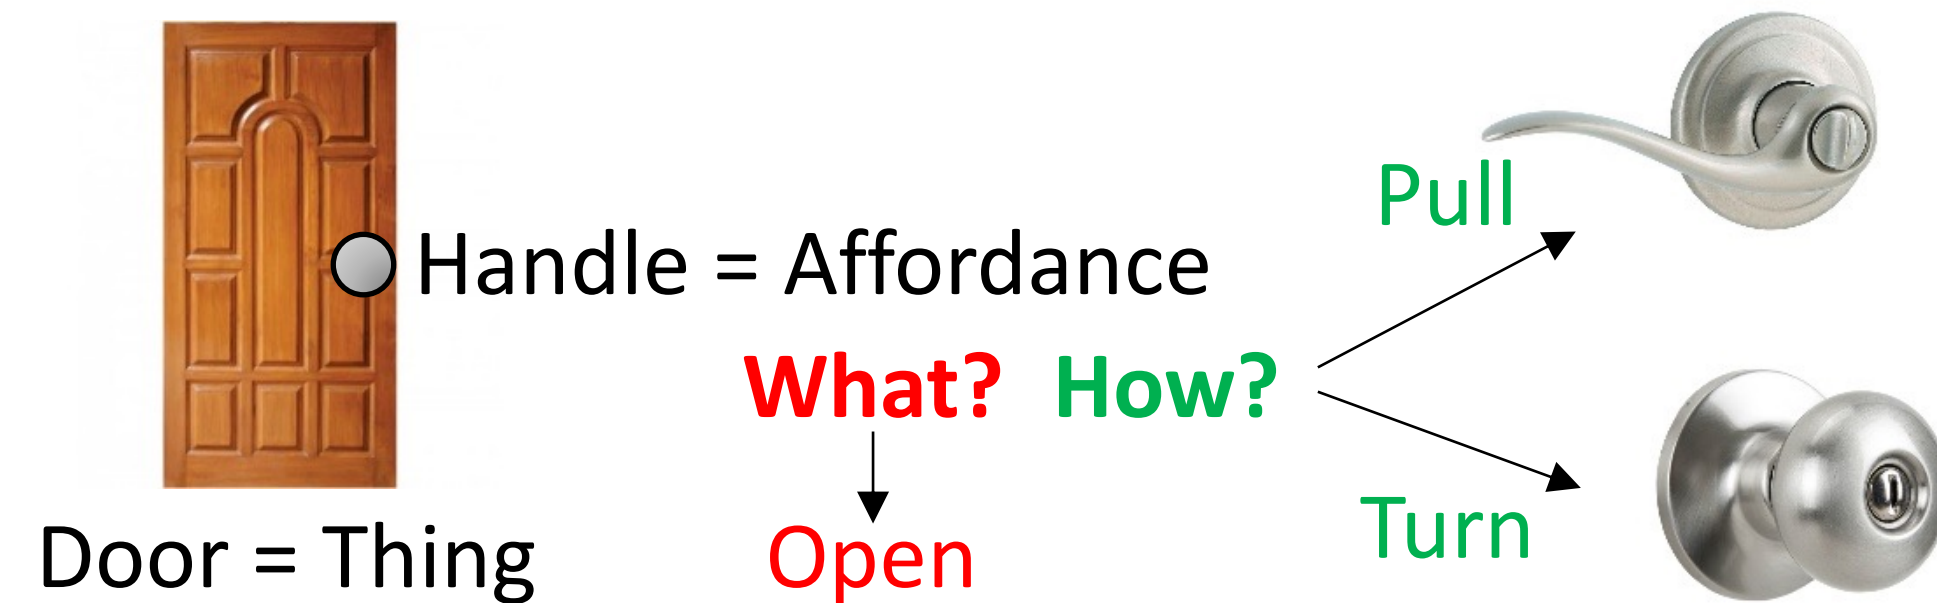 Pull
Handle = Affordance
What? How?
Turn
Door = Thing
Open